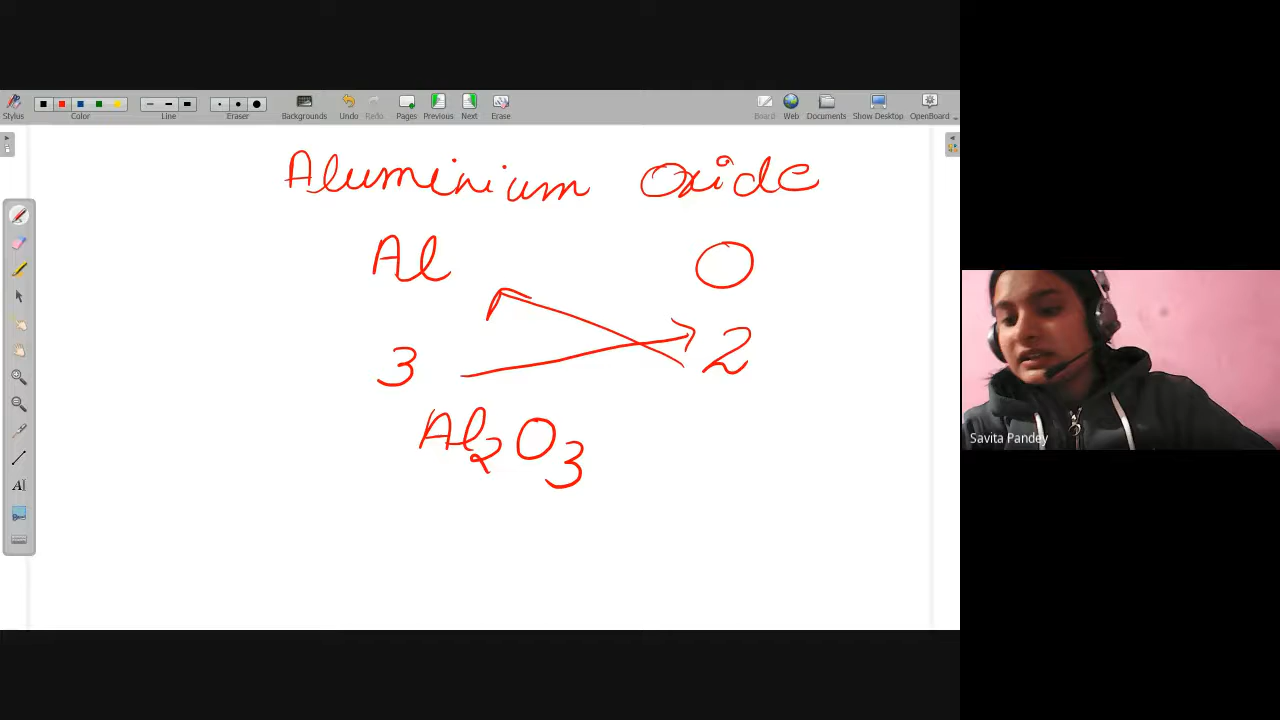 Stylus Color Line Eraser Backgrounds Undo Redo Pages Previous Next Erase Board Web Documents Show Desktop OpenBoard
Aluminium Oxide
Al O
3 2
Al₂O₃
AI
Savita Pandey